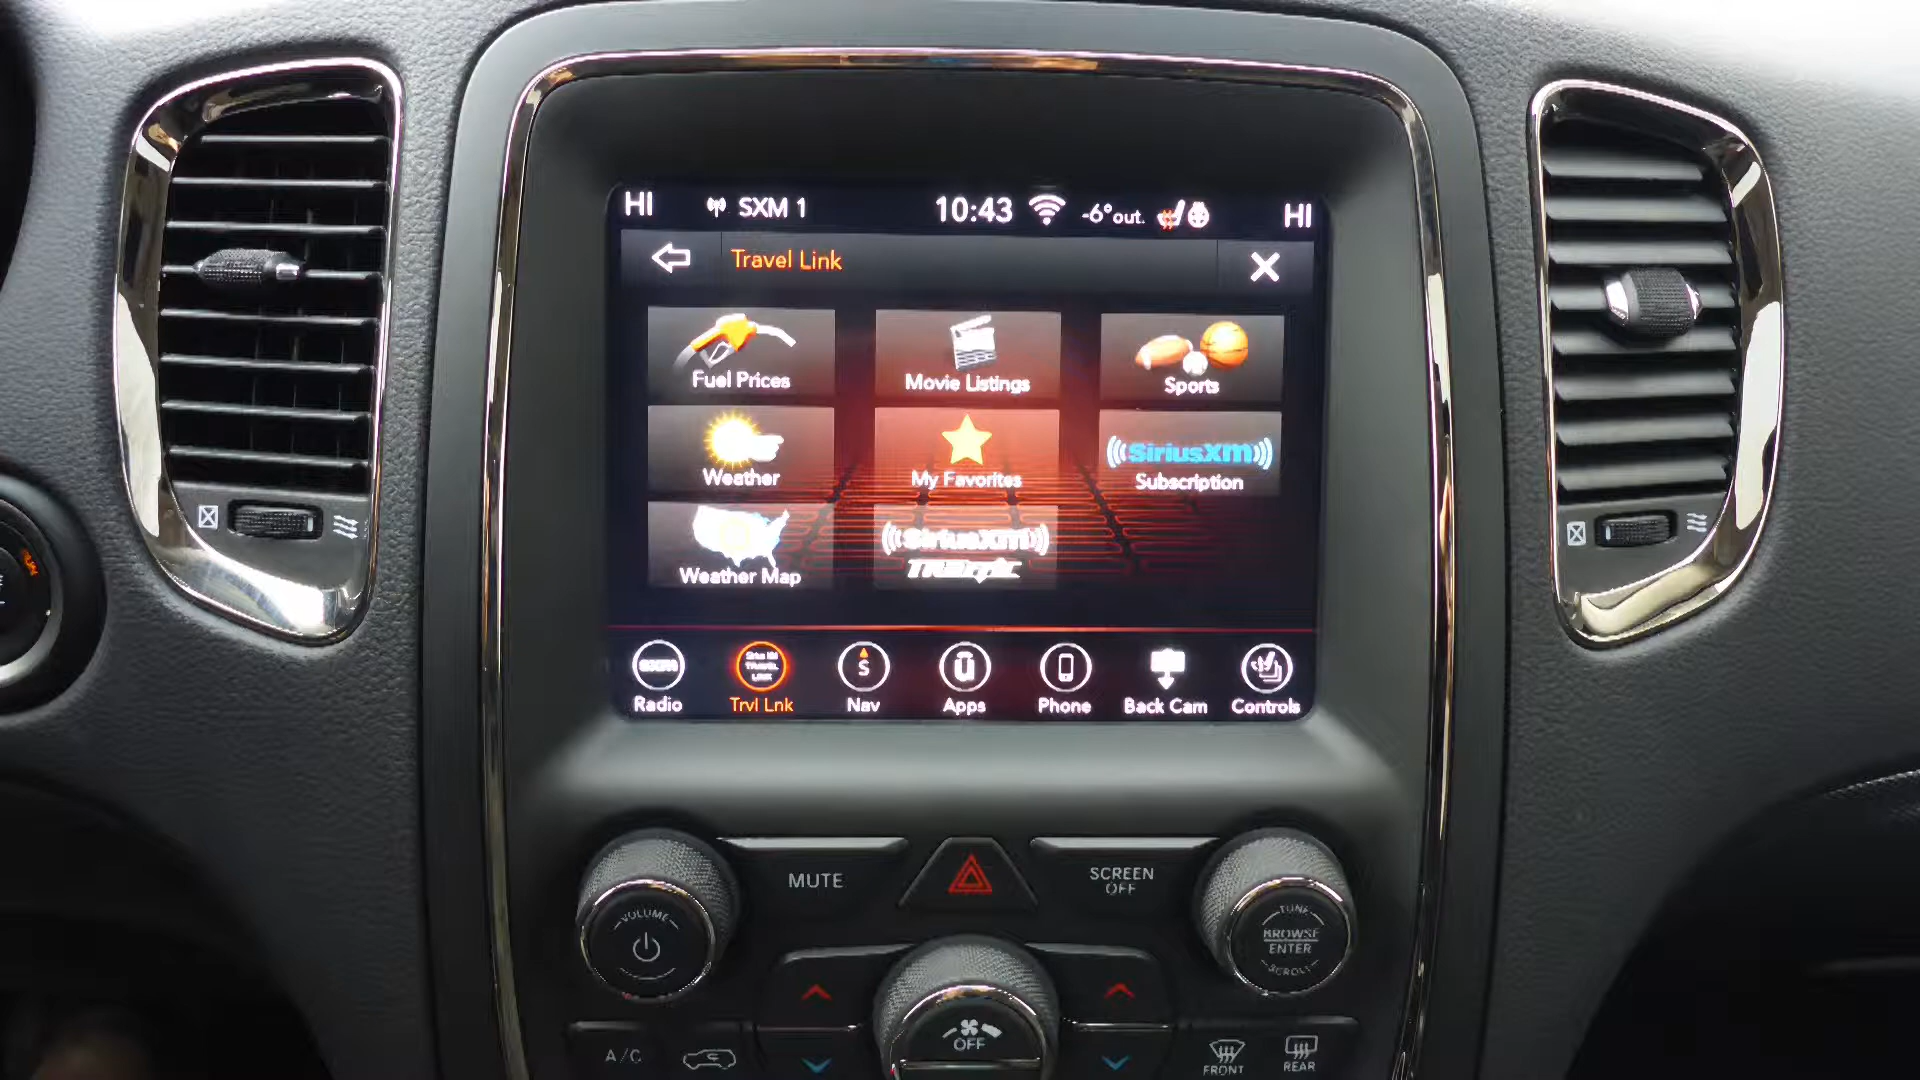 HI SXM 1 10:43 -6° out. HI
Travel Link
Fuel Prices
Movie Listings
Sports
Weather
My Favorites
SiriusXM
Subscription
Weather Map
SiriusXM
TRaffic
Radio
Trvl Lnk
S
Nav
Apps
Phone
Back Cam
Controls
RUN
MUTE
SCREEN
OFF
VOLUME
TUNE
BROWSE
ENTER
SCROLL
OFF
A/C
FRONT
REAR